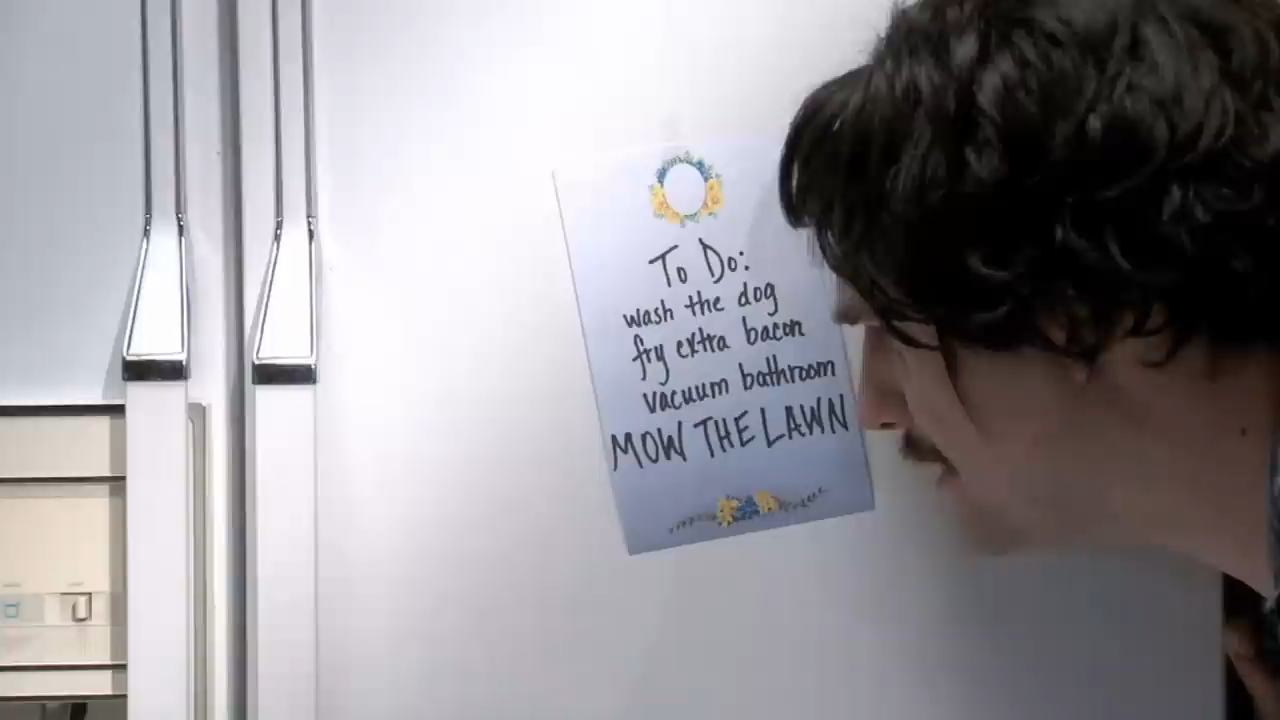 To Do:
wash the dog
fry extra bacon
vacuum bathroom
MOW THE LAWN